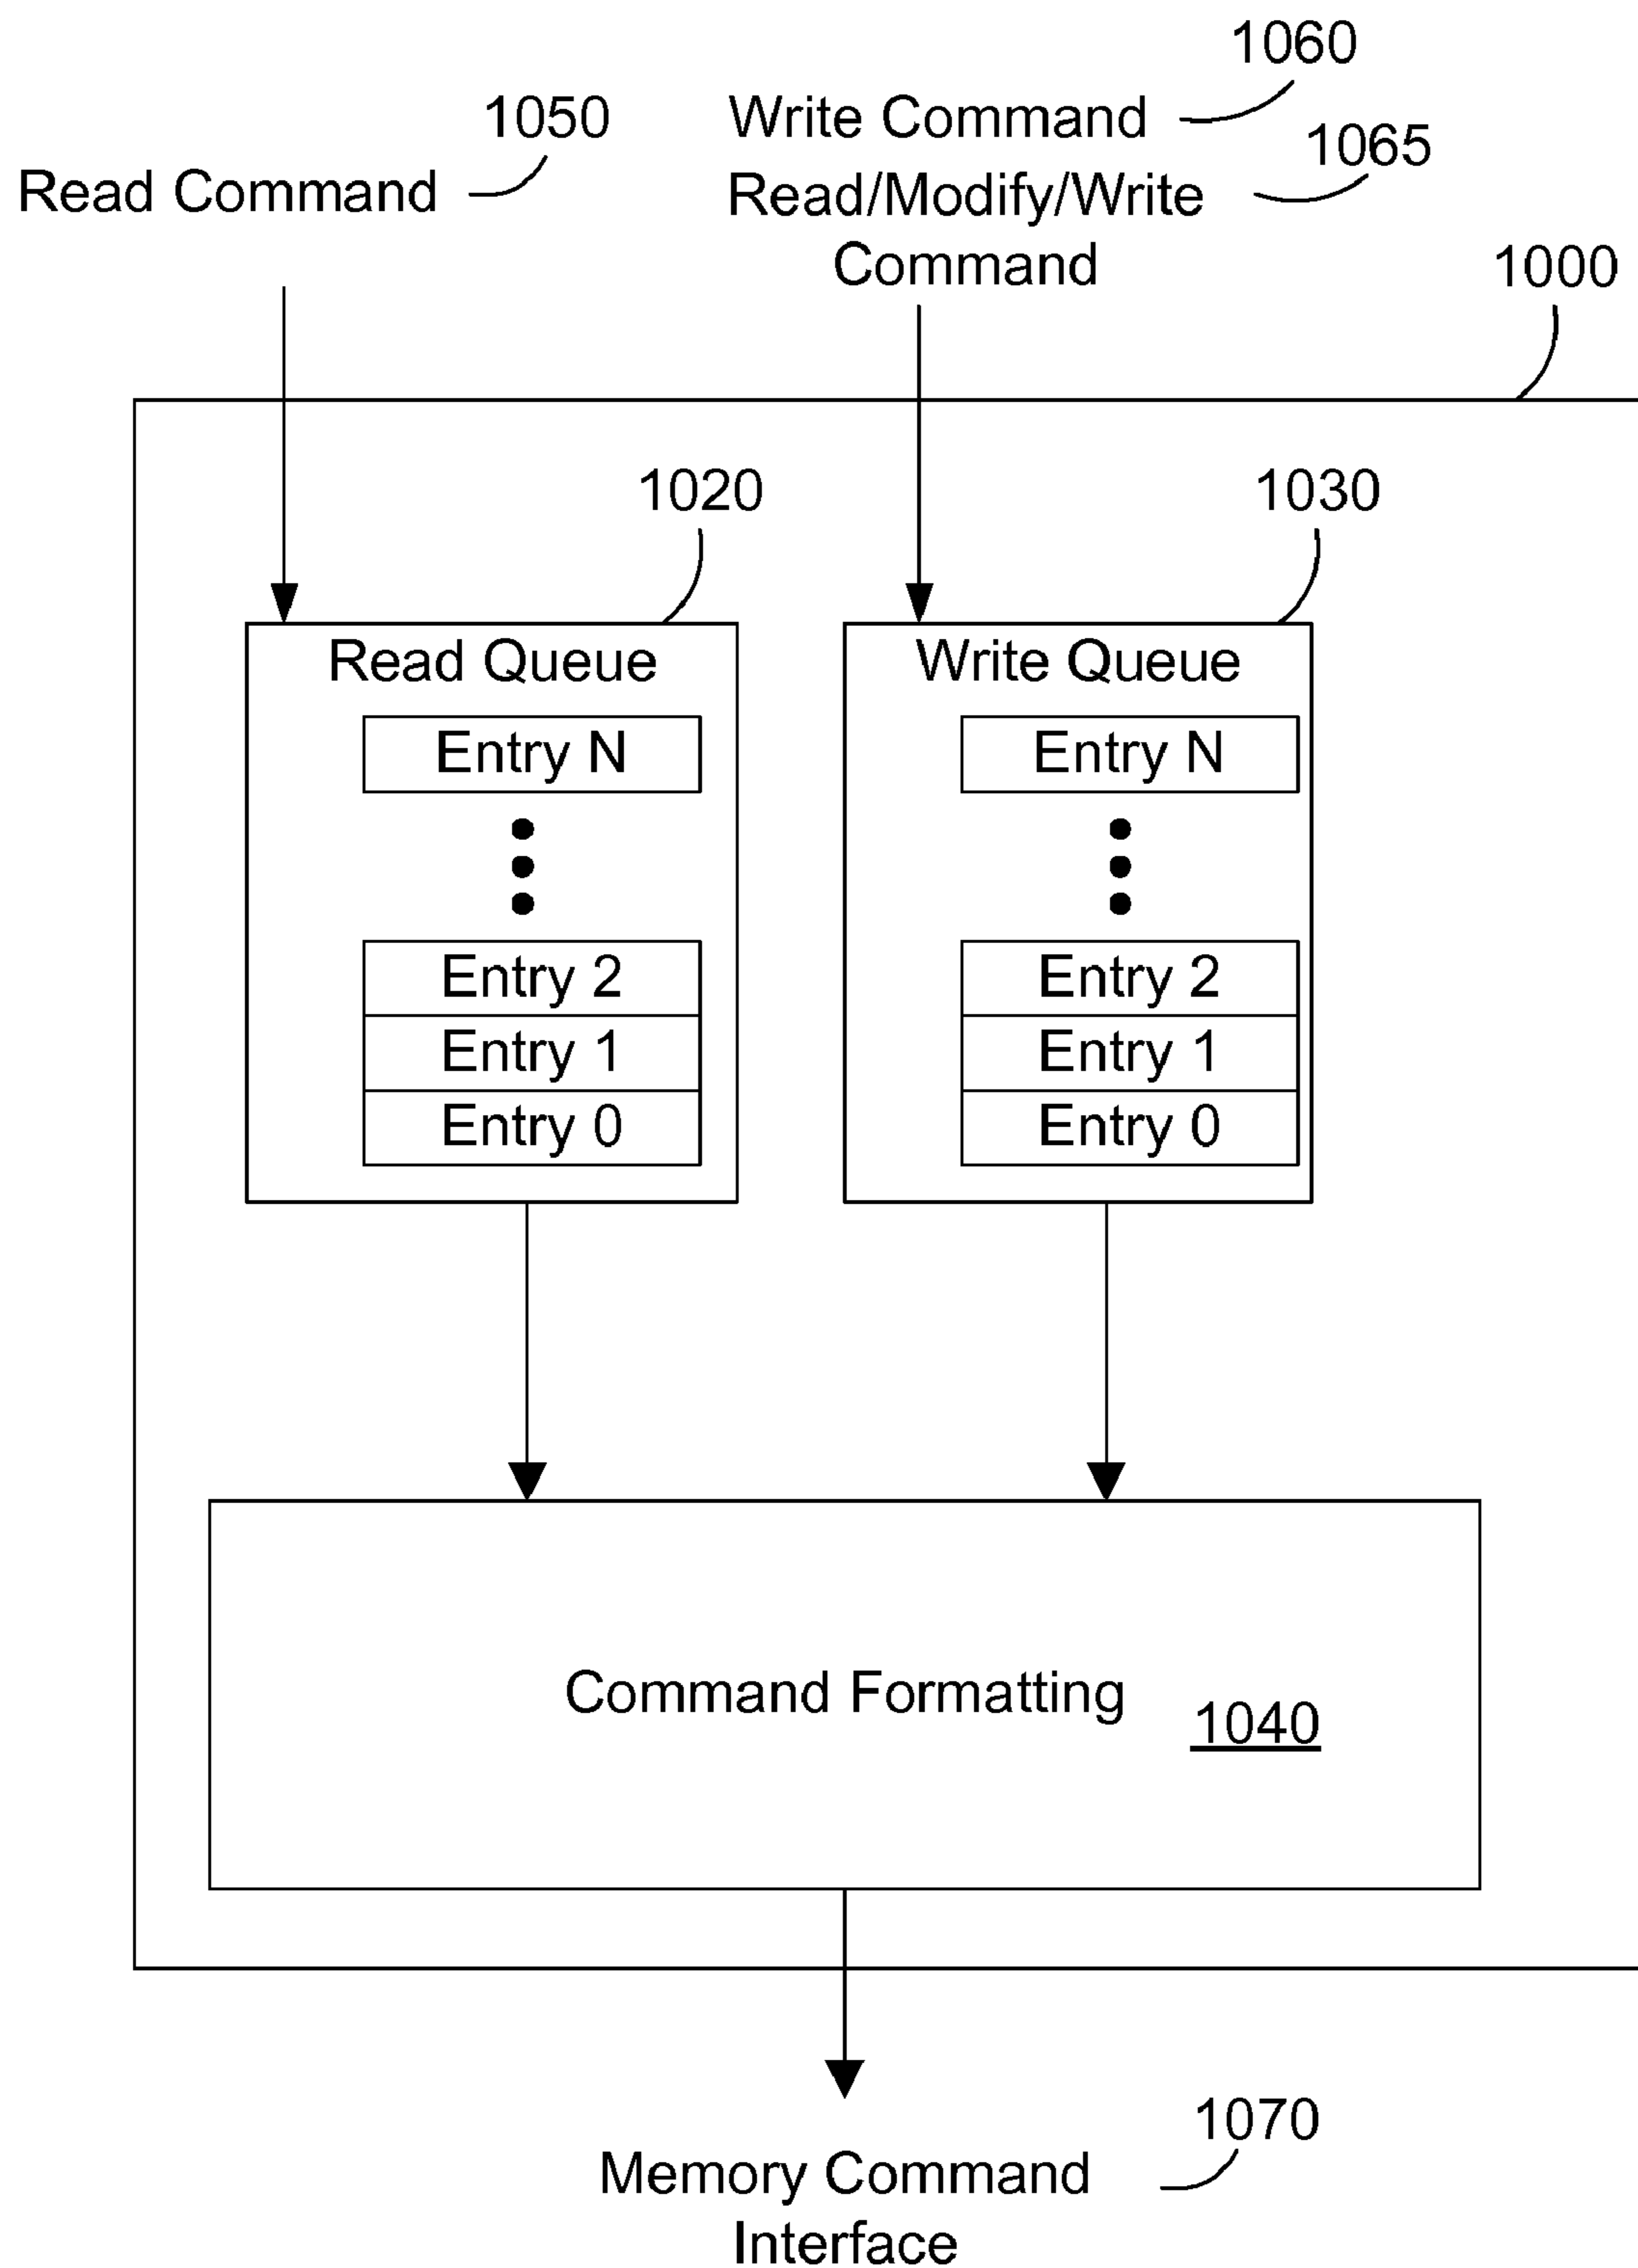 1060
1050
Write Command
1065
Read Command
Read/Modify/Write
Command
1000
1020
1030
Read Queue
Entry N
Entry 2
Entry 1
Entry 0
Write Queue
Entry N
Entry 2
Entry 1
Entry 0
Command Formatting
1040
1070
Memory Command
Interface